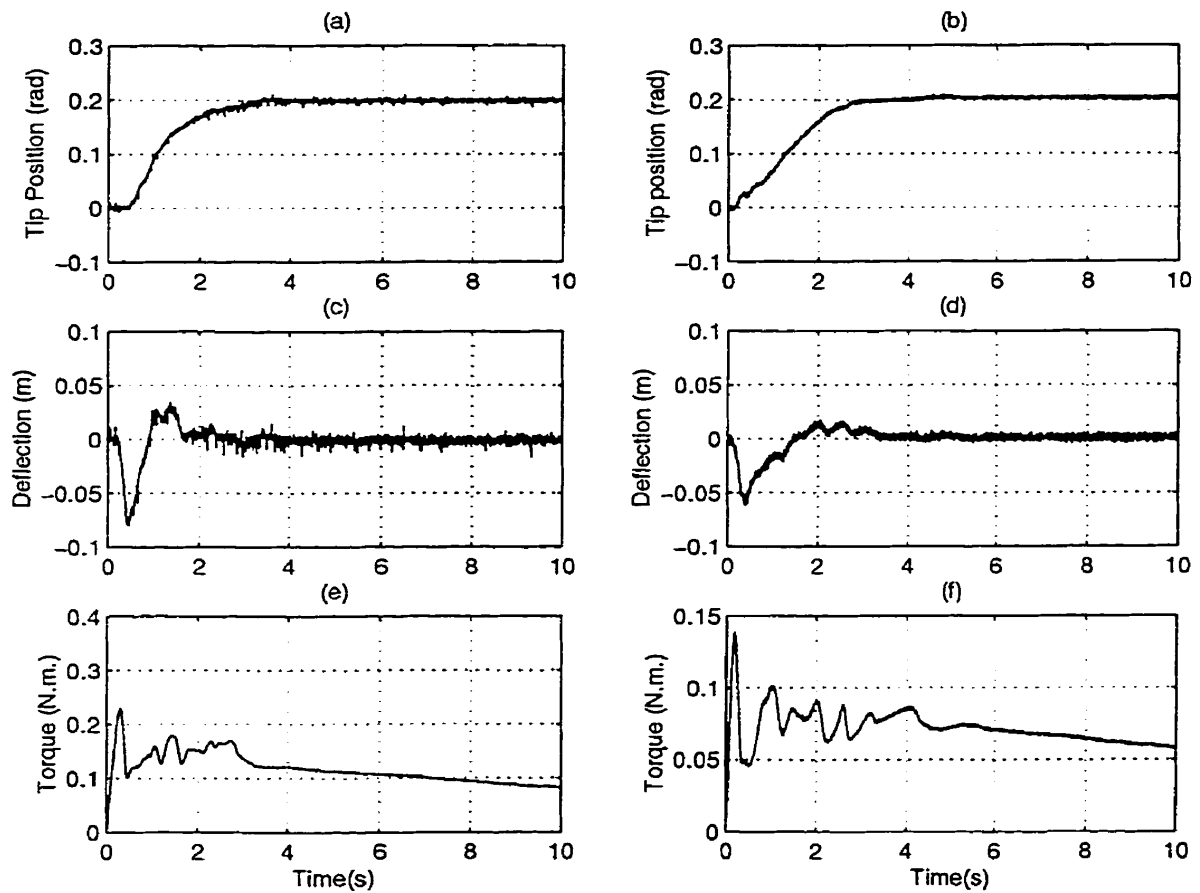 (a)
Tip Position (rad)
0.3
0.2
0.1
0
−0.1
0 2 4 6 8 10
(b)
Tip position (rad)
0.3
0.2
0.1
0
−0.1
0 2 4 6 8 10
(c)
Deflection (m)
0.1
0.05
0
−0.05
−0.1
0 2 4 6 8 10
(d)
Deflection (m)
0.1
0.05
0
−0.05
−0.1
0 2 4 6 8 10
(e)
Torque (N.m.)
0.4
0.3
0.2
0.1
0
0 2 4 6 8 10
Time(s)
(f)
Torque (N.m.)
0.15
0.1
0.05
0
0 2 4 6 8 10
Time(s)